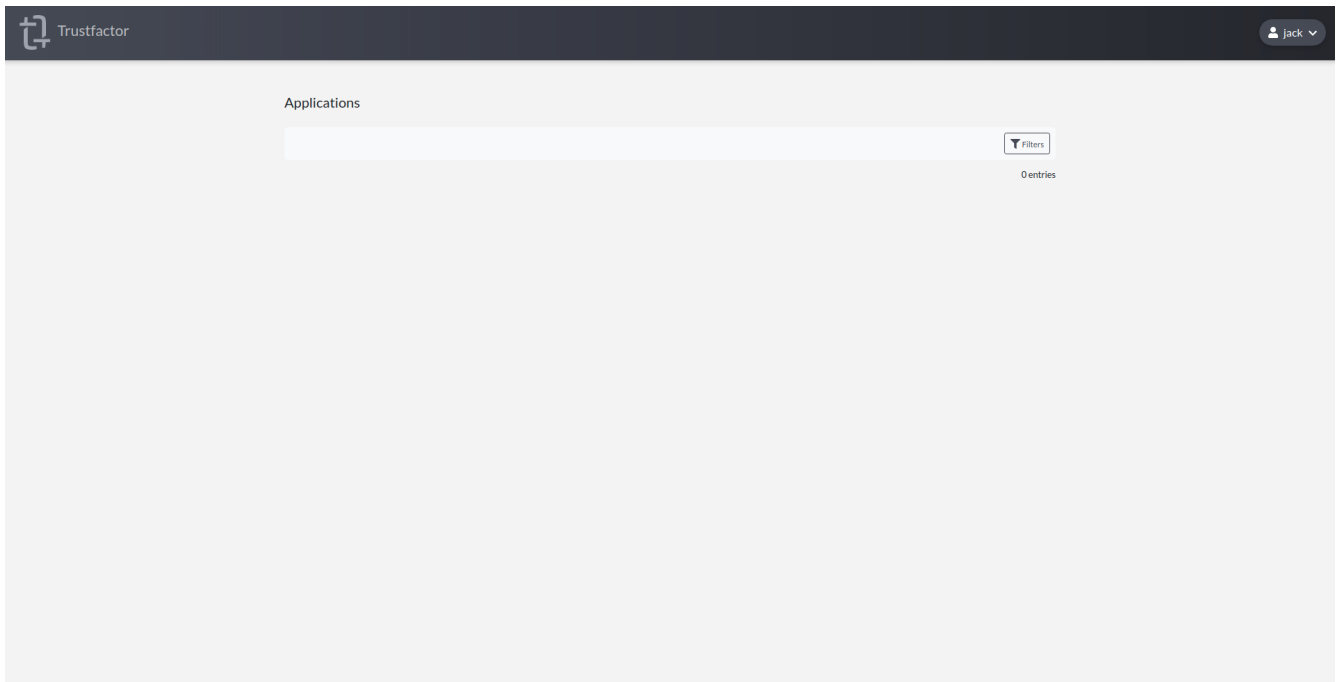 Trustfactor
jack
Applications
Filters
0 entries